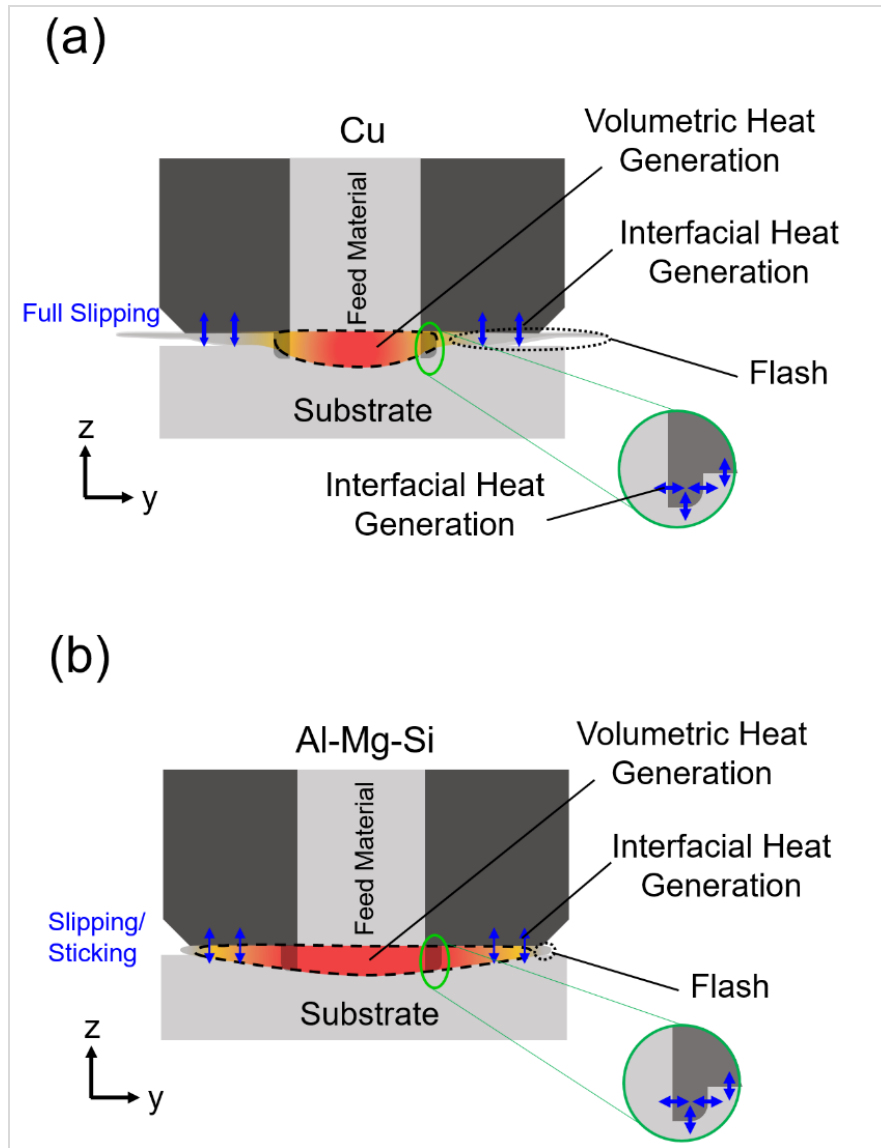 (a)
Cu
Volumetric Heat
Generation
Feed Material
Interfacial Heat
Generation
Full Slipping
Flash
Substrate
z
y
Interfacial Heat
Generation
(b)
Al-Mg-Si
Volumetric Heat
Generation
Feed Material
Interfacial Heat
Generation
Slipping/
Sticking
Flash
Substrate
z
y